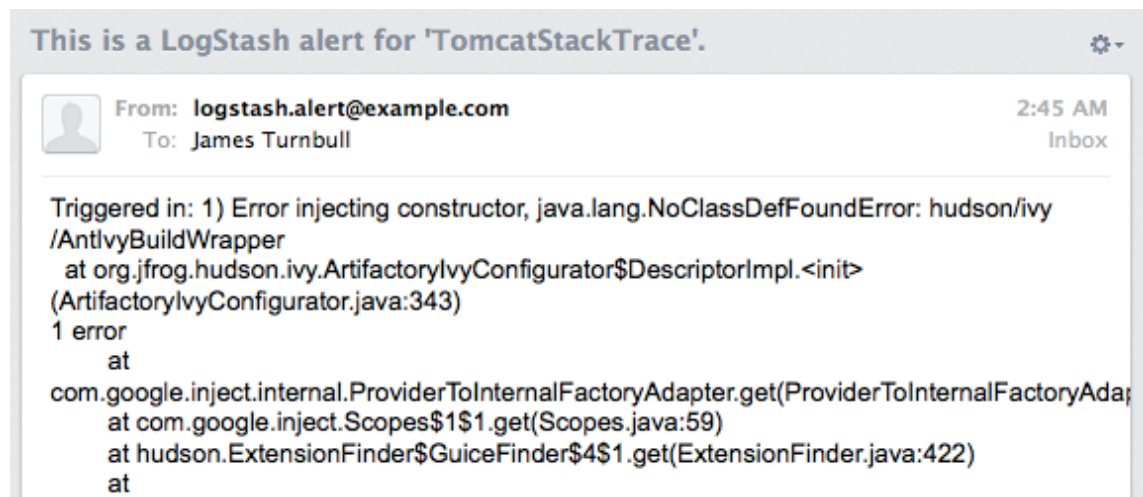 This is a LogStash alert for 'TomcatStackTrace'.
From: logstash.alert@example.com 2:45 AM
To: James Turnbull Inbox
Triggered in: 1) Error injecting constructor, java.lang.NoClassDefFoundError: hudson/ivy
/AntIvyBuildWrapper
at org.jfrog.hudson.ivy.ArtifactoryIvyConfigurator$DescriptorImpl.<init>
(ArtifactoryIvyConfigurator.java:343)
1 error
at
com.google.inject.internal.ProviderToInternalFactoryAdapter.get(ProviderToInternalFactoryAdap
at com.google.inject.Scopes$1$1.get(Scopes.java:59)
at hudson.ExtensionFinder$GuiceFinder$4$1.get(ExtensionFinder.java:422)
at